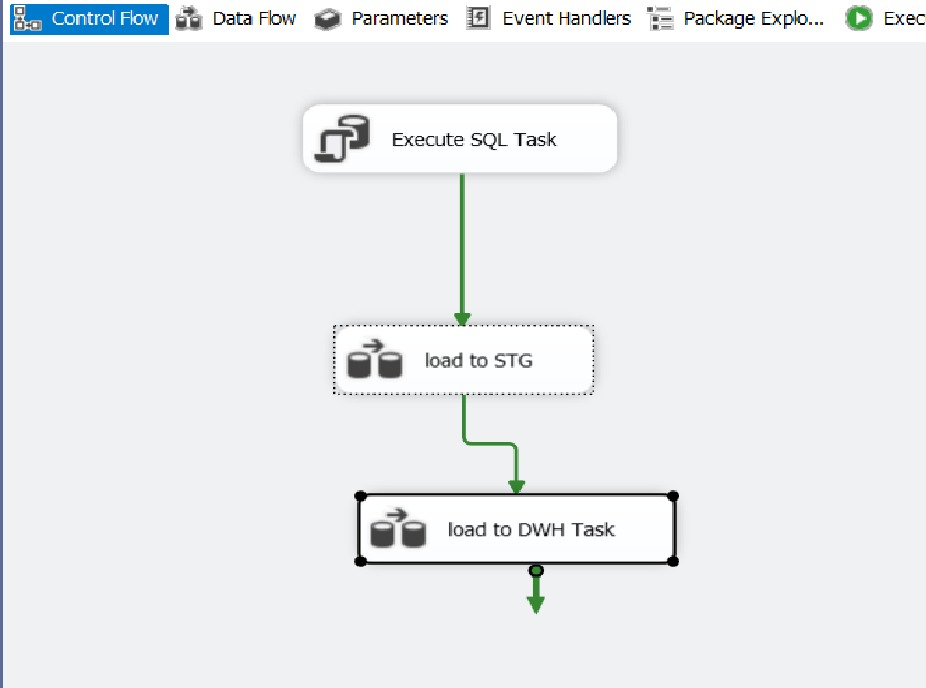 Control Flow Data Flow Parameters Event Handlers Package Explo... Exec
Execute SQL Task
load to STG
load to DWH Task